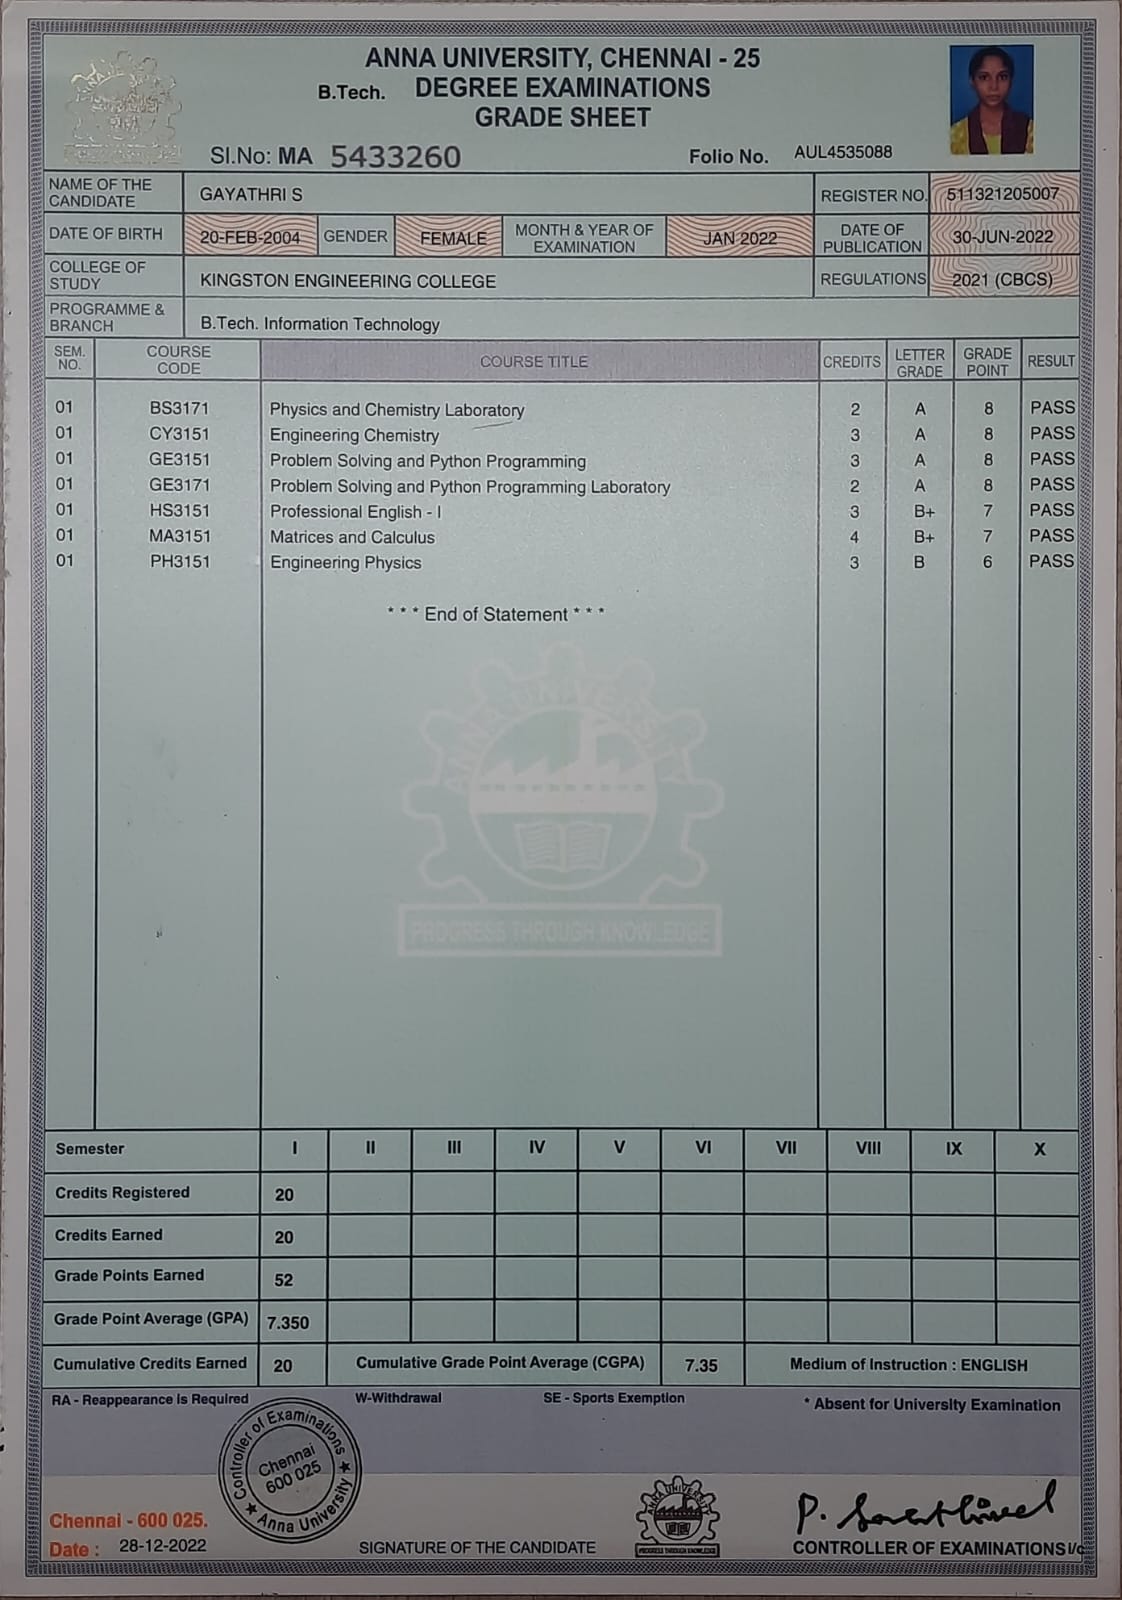 ANNA UNIVERSITY, CHENNAI - 25
B.Tech. DEGREE EXAMINATIONS
GRADE SHEET
Sl.No: MA 5433260 Folio No. AUL4535088
NAME OF THE CANDIDATE GAYATHRI S REGISTER NO. 511321205007
DATE OF BIRTH 20-FEB-2004 GENDER FEMALE MONTH & YEAR OF EXAMINATION JAN 2022 DATE OF PUBLICATION 30-JUN-2022
COLLEGE OF STUDY KINGSTON ENGINEERING COLLEGE REGULATIONS 2021 (CBCS)
PROGRAMME & BRANCH B.Tech. Information Technology
SEM. NO. COURSE CODE COURSE TITLE CREDITS LETTER GRADE GRADE POINT RESULT
01 BS3171 Physics and Chemistry Laboratory 2 A 8 PASS
01 CY3151 Engineering Chemistry 3 A 8 PASS
01 GE3151 Problem Solving and Python Programming 3 A 8 PASS
01 GE3171 Problem Solving and Python Programming Laboratory 2 A 8 PASS
01 HS3151 Professional English - I 3 B+ 7 PASS
01 MA3151 Matrices and Calculus 4 B+ 7 PASS
01 PH3151 Engineering Physics 3 B 6 PASS
* * * End of Statement * * *
ANNA UNIVERSITY
PROGRESS THROUGH KNOWLEDGE
Semester I II III IV V VI VII VIII IX X
Credits Registered 20
Credits Earned 20
Grade Points Earned 52
Grade Point Average (GPA) 7.350
Cumulative Credits Earned 20 Cumulative Grade Point Average (CGPA) 7.35 Medium of Instruction : ENGLISH
RA - Reappearance is Required W-Withdrawal SE - Sports Exemption * Absent for University Examination
Controller of Examinations
Chennai
600 025
★ Anna University ★
ANNA UNIVERSITY
PROGRESS THROUGH KNOWLEDGE
Chennai - 600 025.
Date : 28-12-2022
SIGNATURE OF THE CANDIDATE
CONTROLLER OF EXAMINATIONS I/c